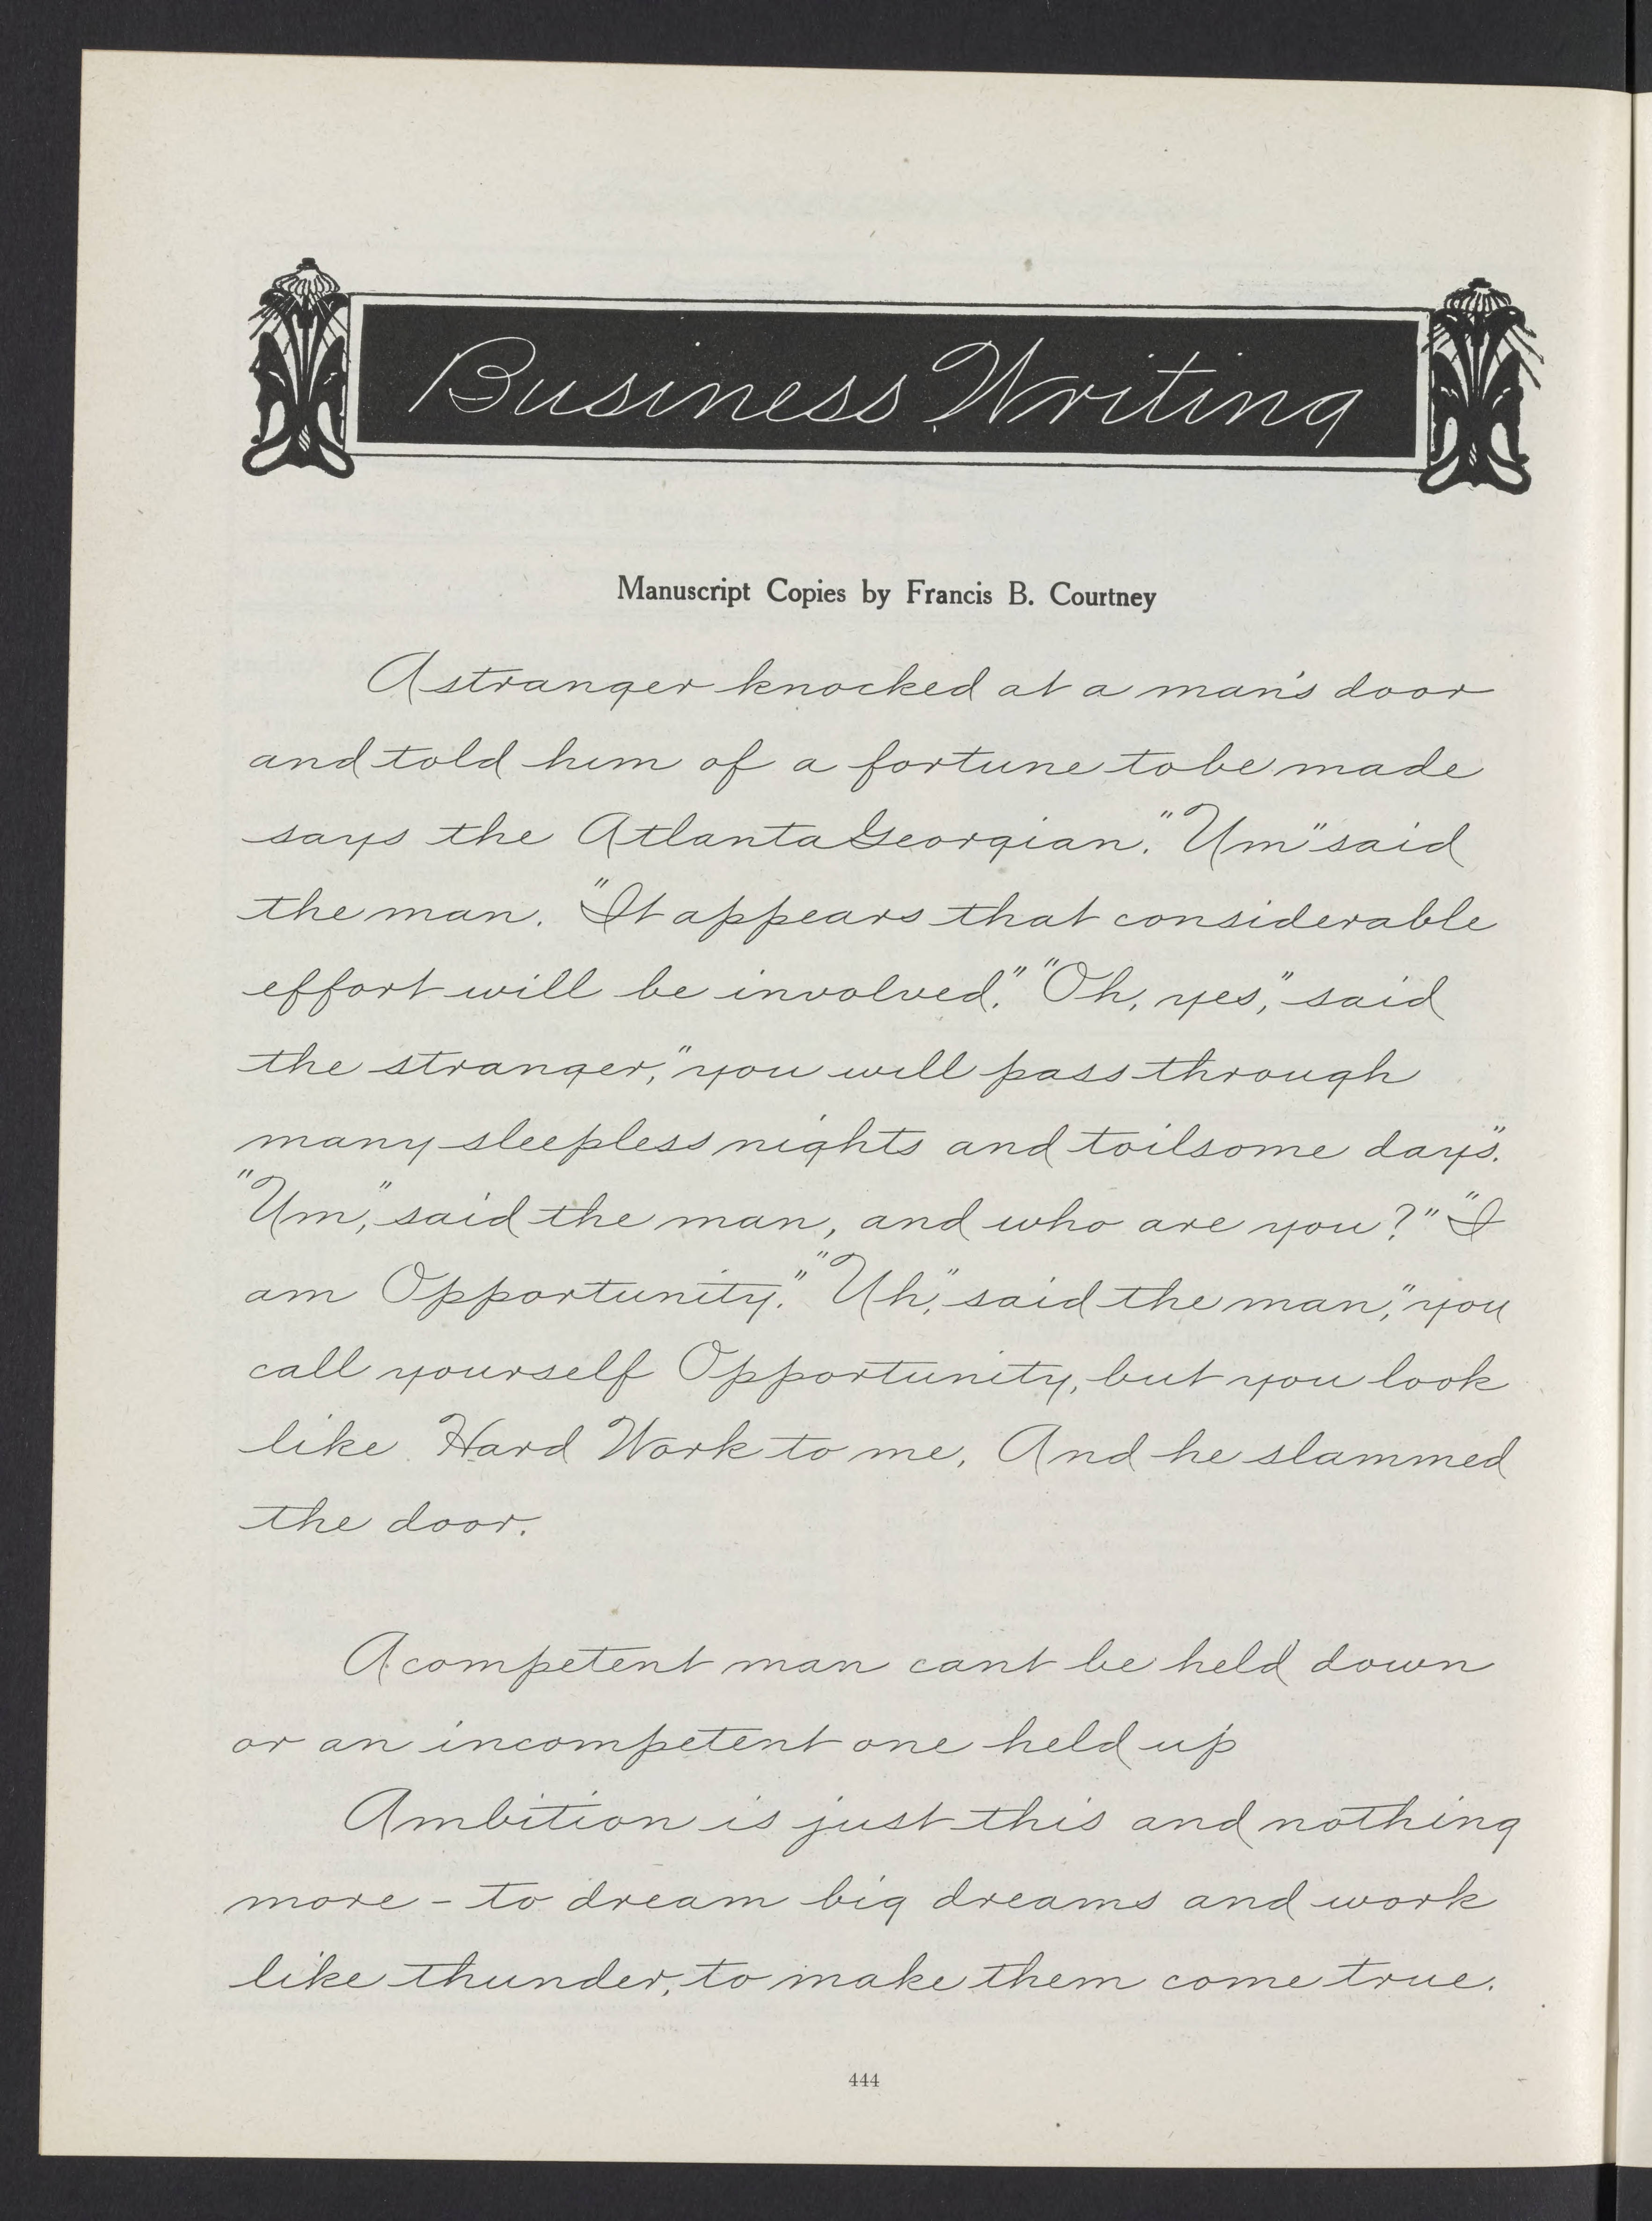 Business Writing
Manuscript Copies by Francis B. Courtney
A stranger knocked at a man's door
and told him of a fortune to be made
says the Atlanta Georgian." "Um" said
the man. "It appears that considerable
effort will be involved." "Oh, yes," said
the stranger, "you will pass through
many sleepless nights and toilsome days".
"Um," said the man, and who are you?" "I
am Opportunity." "Uh," said the man," you
call yourself Opportunity, but you look
like Hard Work to me. And he slammed
the door.
A competent man cant be held down
or an incompetent one held up
Ambition is just this and nothing
more - to dream big dreams and work
like thunder, to make them come true.
444